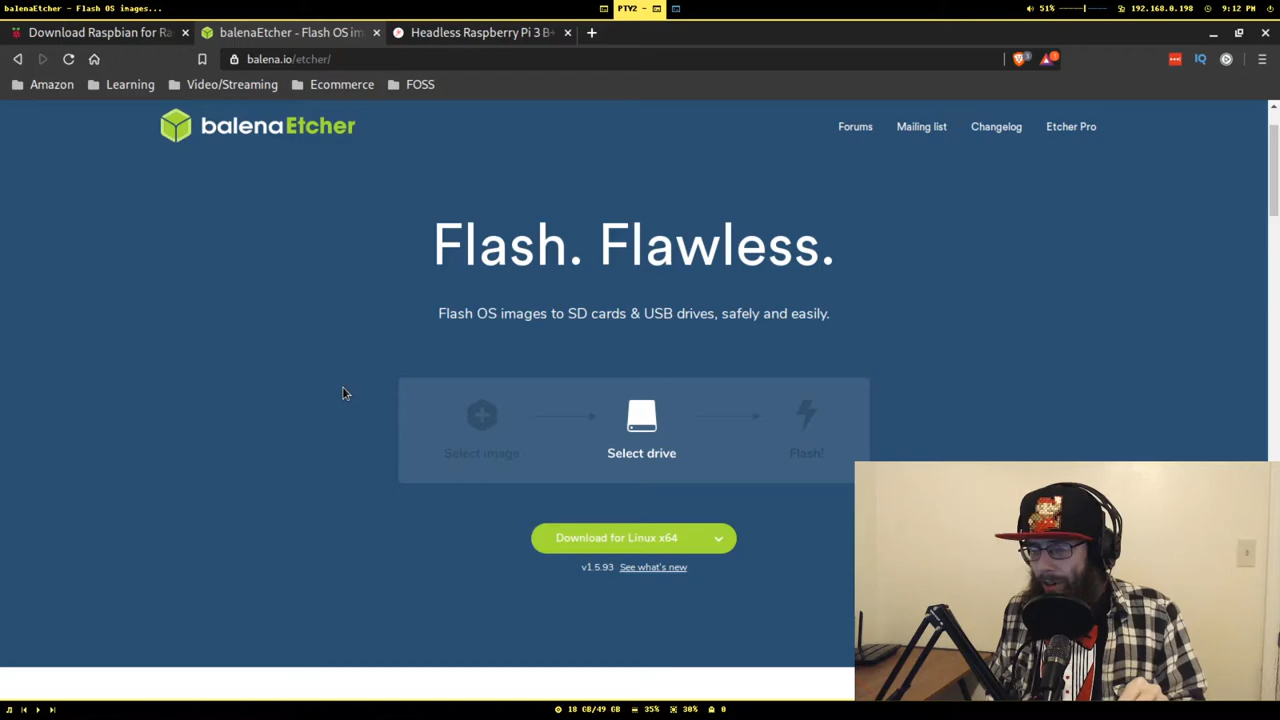 balenaEtcher - Flash OS images...
PTY2 -
51%
192.168.0.198
9:12 PM
Download Raspbian for Ra
balenaEtcher - Flash OS im
Headless Raspberry Pi 3 B+
balena.io/etcher/
3
IQ
Amazon
Learning
Video/Streaming
Ecommerce
FOSS
balenaEtcher
Forums
Mailing list
Changelog
Etcher Pro
Flash. Flawless.
Flash OS images to SD cards & USB drives, safely and easily.
Select image
Select drive
Flash!
Download for Linux x64
v1.5.93 See what's new
18 GB/49 GB
35%
30%
0